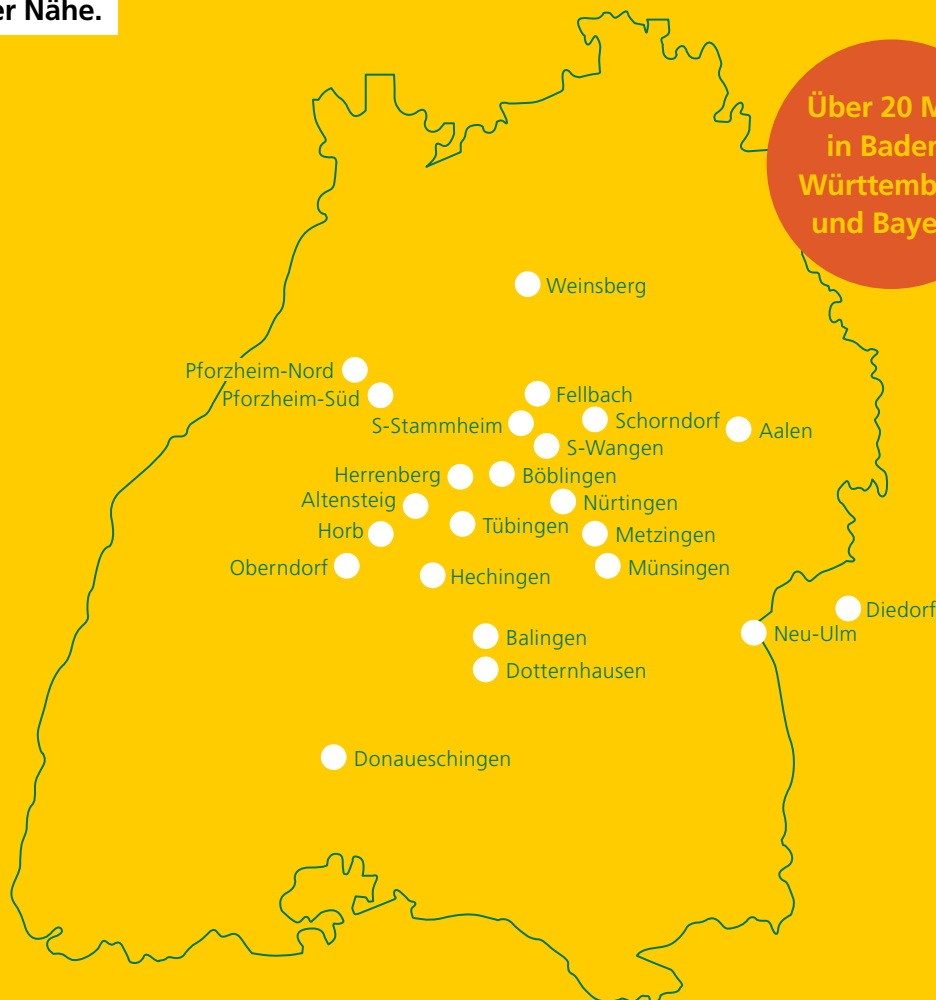 er Nähe.
Über 20 M
in Baden
Württemb
und Baye
Weinsberg
Pforzheim-Nord
Pforzheim-Süd
Fellbach
S-Stammheim
Schorndorf
Aalen
S-Wangen
Herrenberg
Böblingen
Altensteig
Nürtingen
Horb
Tübingen
Metzingen
Oberndorf
Hechingen
Münsingen
Diedorf
Neu-Ulm
Balingen
Dotternhausen
Donaueschingen